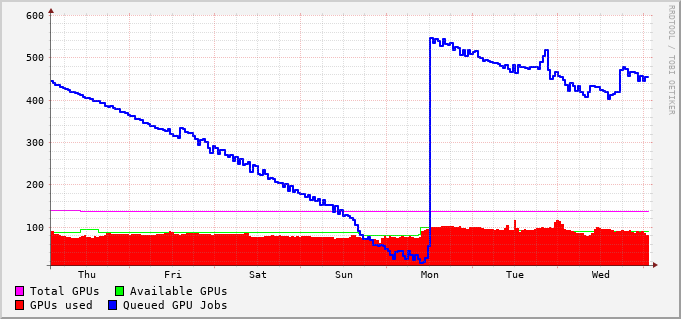 600
500
400
300
200
100
Thu Fri Sat Sun Mon Tue Wed
Total GPUs Available GPUs
GPUs used Queued GPU Jobs
RRDTOOL / TOBI OETIKER